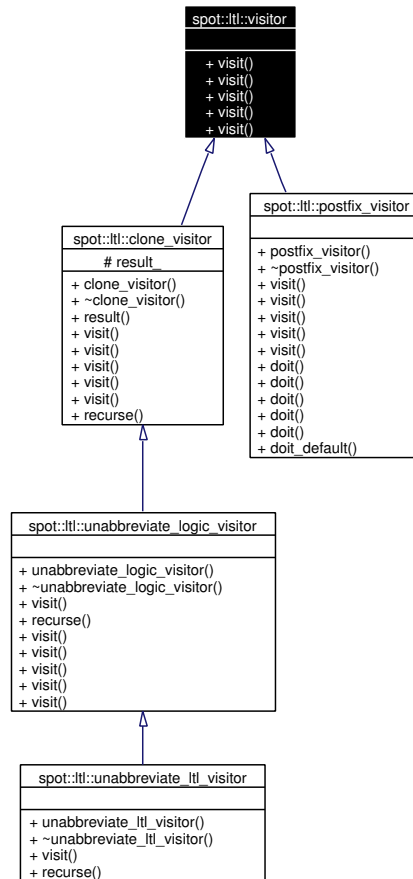 spot::ltl::visitor
+ visit()
+ visit()
+ visit()
+ visit()
+ visit()
spot::ltl::clone_visitor
# result_
+ clone_visitor()
+ ~clone_visitor()
+ result()
+ visit()
+ visit()
+ visit()
+ visit()
+ visit()
+ recurse()
spot::ltl::postfix_visitor
+ postfix_visitor()
+ ~postfix_visitor()
+ visit()
+ visit()
+ visit()
+ visit()
+ visit()
+ doit()
+ doit()
+ doit()
+ doit()
+ doit()
+ doit_default()
spot::ltl::unabbreviate_logic_visitor
+ unabbreviate_logic_visitor()
+ ~unabbreviate_logic_visitor()
+ visit()
+ recurse()
+ visit()
+ visit()
+ visit()
+ visit()
+ visit()
spot::ltl::unabbreviate_ltl_visitor
+ unabbreviate_ltl_visitor()
+ ~unabbreviate_ltl_visitor()
+ visit()
+ recurse()